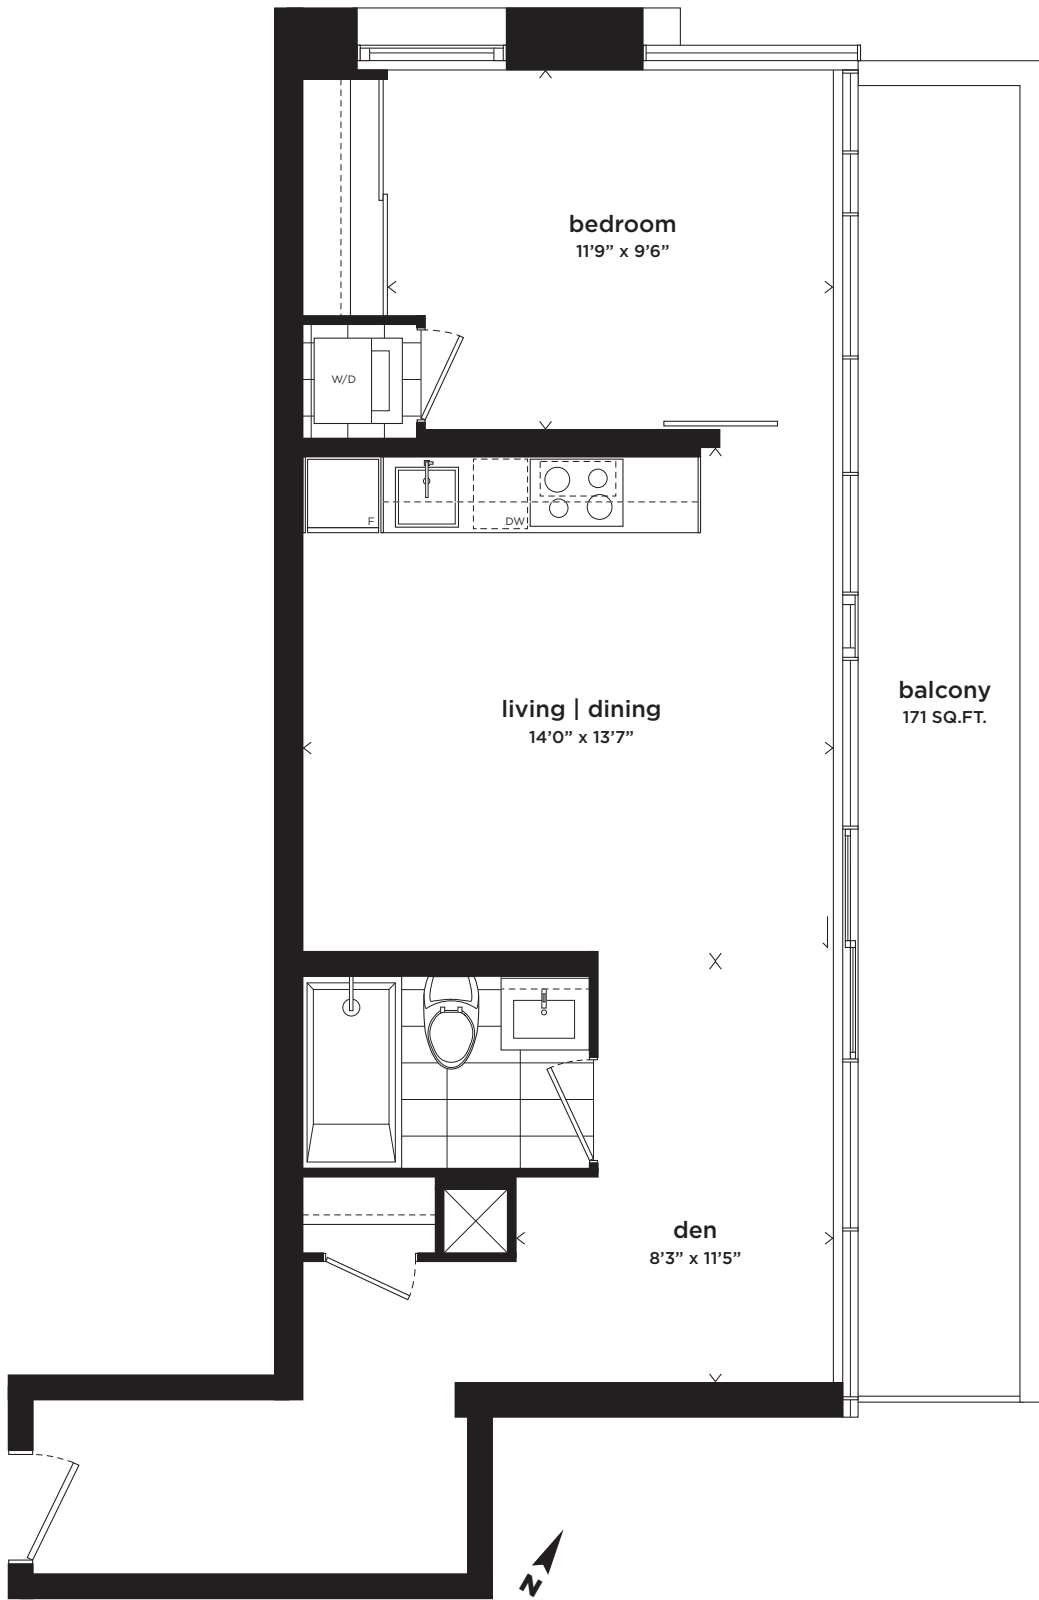 bedroom
11’9” x 9’6”
W/D
F
DW
living | dining
14’0” x 13’7”
balcony
171 SQ.FT.
den
8’3” x 11’5”
N